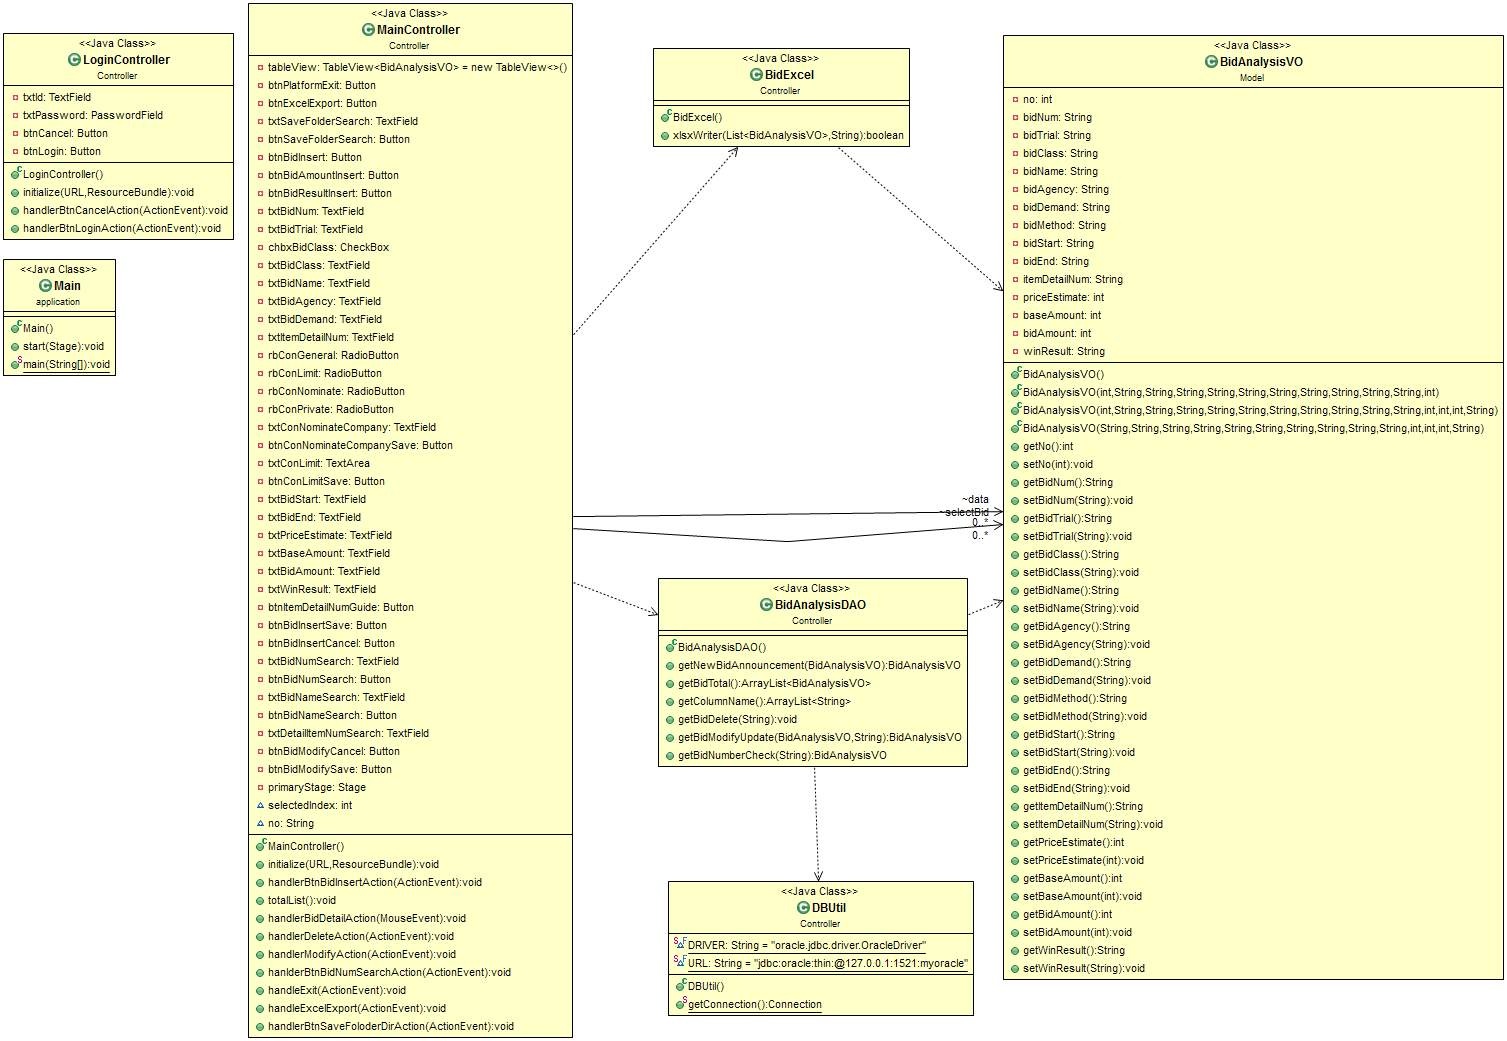 <<Java Class>>
LoginController
Controller
txtId: TextField
txtPassword: PasswordField
btnCancel: Button
btnLogin: Button
LoginController()
initialize(URL,ResourceBundle):void
handlerBtnCancelAction(ActionEvent):void
handlerBtnLoginAction(ActionEvent):void
<<Java Class>>
Main
application
Main()
start(Stage):void
main(String[]):void
<<Java Class>>
MainController
Controller
tableView: TableView<BidAnalysisVO> = new TableView<>()
btnPlatformExit: Button
btnExcelExport: Button
txtSaveFolderSearch: TextField
btnSaveFolderSearch: Button
btnBidInsert: Button
btnBidAmountInsert: Button
btnBidResultInsert: Button
txtBidNum: TextField
txtBidTrial: TextField
chbxBidClass: CheckBox
txtBidClass: TextField
txtBidName: TextField
txtBidAgency: TextField
txtBidDemand: TextField
txtItemDetailNum: TextField
rbConGeneral: RadioButton
rbConLimit: RadioButton
rbConNominate: RadioButton
rbConPrivate: RadioButton
txtConNominateCompany: TextField
btnConNominateCompanySave: Button
txtConLimit: TextArea
btnConLimitSave: Button
txtBidStart: TextField
txtBidEnd: TextField
txtPriceEstimate: TextField
txtBaseAmount: TextField
txtBidAmount: TextField
txtWinResult: TextField
btnItemDetailNumGuide: Button
btnBidInsertSave: Button
btnBidInsertCancel: Button
txtBidNumSearch: TextField
btnBidNumSearch: Button
txtBidNameSearch: TextField
btnBidNameSearch: Button
txtDetailItemNumSearch: TextField
btnBidModifyCancel: Button
btnBidModifySave: Button
primaryStage: Stage
selectedIndex: int
no: String
MainController()
initialize(URL,ResourceBundle):void
handlerBtnBidInsertAction(ActionEvent):void
totalList():void
handlerBidDetailAction(MouseEvent):void
handlerDeleteAction(ActionEvent):void
handlerModifyAction(ActionEvent):void
hanlderBtnBidNumSearchAction(ActionEvent):void
handleExit(ActionEvent):void
handleExcelExport(ActionEvent):void
handlerBtnSaveFoloderDirAction(ActionEvent):void
<<Java Class>>
BidExcel
Controller
BidExcel()
xlsxWriter(List<BidAnalysisVO>,String):boolean
~data
~selectBid
0..*
0..*
<<Java Class>>
BidAnalysisDAO
Controller
BidAnalysisDAO()
getNewBidAnnouncement(BidAnalysisVO):BidAnalysisVO
getBidTotal():ArrayList<BidAnalysisVO>
getColumnName():ArrayList<String>
getBidDelete(String):void
getBidModifyUpdate(BidAnalysisVO,String):BidAnalysisVO
getBidNumberCheck(String):BidAnalysisVO
<<Java Class>>
DBUtil
Controller
DRIVER: String = "oracle.jdbc.driver.OracleDriver"
URL: String = "jdbc:oracle:thin:@127.0.0.1:1521:myoracle"
DBUtil()
getConnection():Connection
<<Java Class>>
BidAnalysisVO
Model
no: int
bidNum: String
bidTrial: String
bidClass: String
bidName: String
bidAgency: String
bidDemand: String
bidMethod: String
bidStart: String
bidEnd: String
itemDetailNum: String
priceEstimate: int
baseAmount: int
bidAmount: int
winResult: String
BidAnalysisVO()
BidAnalysisVO(int,String,String,String,String,String,String,String,String,String,int)
BidAnalysisVO(int,String,String,String,String,String,String,String,String,String,String,int,int,int,String)
BidAnalysisVO(String,String,String,String,String,String,String,String,String,String,int,int,int,String)
getNo():int
setNo(int):void
getBidNum():String
setBidNum(String):void
getBidTrial():String
setBidTrial(String):void
getBidClass():String
setBidClass(String):void
getBidName():String
setBidName(String):void
getBidAgency():String
setBidAgency(String):void
getBidDemand():String
setBidDemand(String):void
getBidMethod():String
setBidMethod(String):void
getBidStart():String
setBidStart(String):void
getBidEnd():String
setBidEnd(String):void
getItemDetailNum():String
setItemDetailNum(String):void
getPriceEstimate():int
setPriceEstimate(int):void
getBaseAmount():int
setBaseAmount(int):void
getBidAmount():int
setBidAmount(int):void
getWinResult():String
setWinResult(String):void